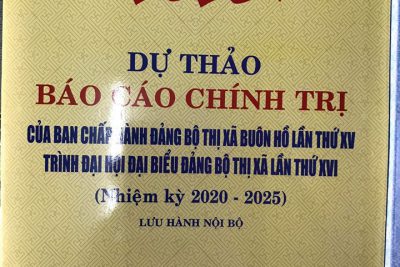 DỰ THẢO
BÁO CÁO CHÍNH TRỊ
CỦA BAN CHẤP HÀNH ĐẢNG BỘ THỊ XÃ BUÔN HỒ LẦN THỨ XV
TRÌNH ĐẠI HỘI ĐẠI BIỂU ĐẢNG BỘ THỊ XÃ LẦN THỨ XVI
(Nhiệm kỳ 2020 - 2025)
LƯU HÀNH NỘI BỘ